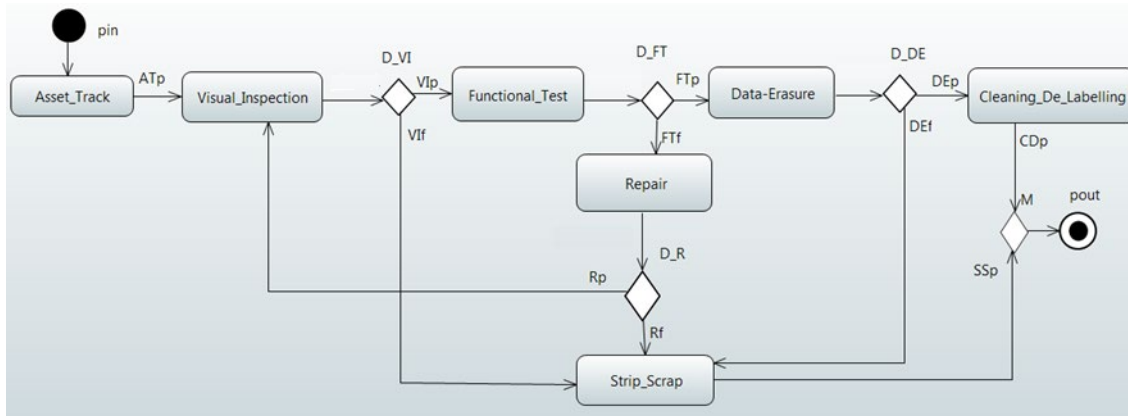 pin
D_VI
D_FT
D_DE
ATp
VIp
FTp
DEp
Asset_Track
Visual_Inspection
Functional_Test
Data-Erasure
Cleaning_De_Labelling
VIf
FTf
DEf
CDp
Repair
pout
M
D_R
Rp
SSp
Rf
Strip_Scrap